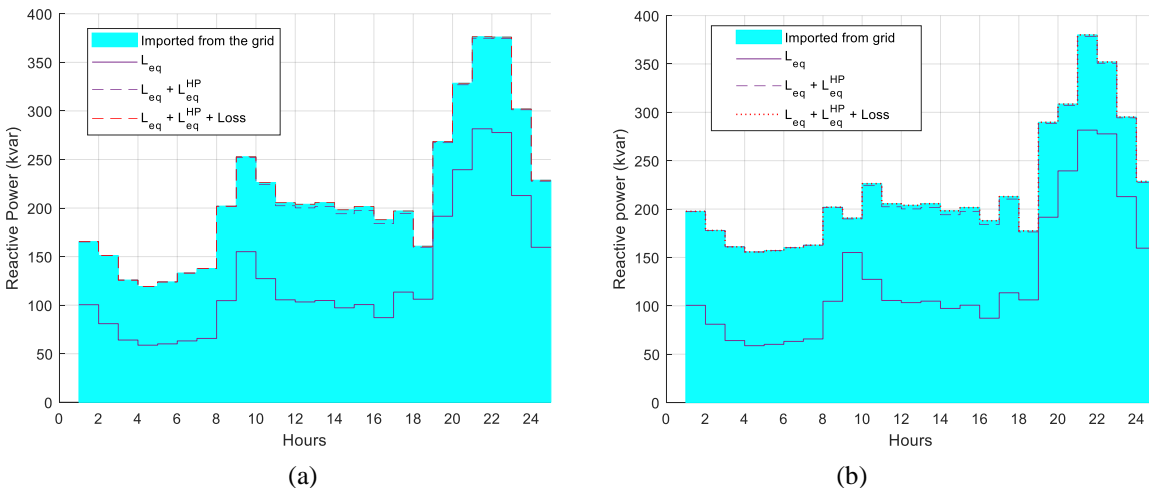 Reactive Power (kvar)
400
350
300
250
200
150
100
50
0
Imported from the grid
L_eq
L_eq + L_eq^HP
L_eq + L_eq^HP + Loss
0 2 4 6 8 10 12 14 16 18 20 22 24
Hours
(a)
Reactive power (kvar)
400
350
300
250
200
150
100
50
0
Imported from grid
L_eq
L_eq + L_eq^HP
L_eq + L_eq^HP + Loss
0 2 4 6 8 10 12 14 16 18 20 22 24
Hours
(b)